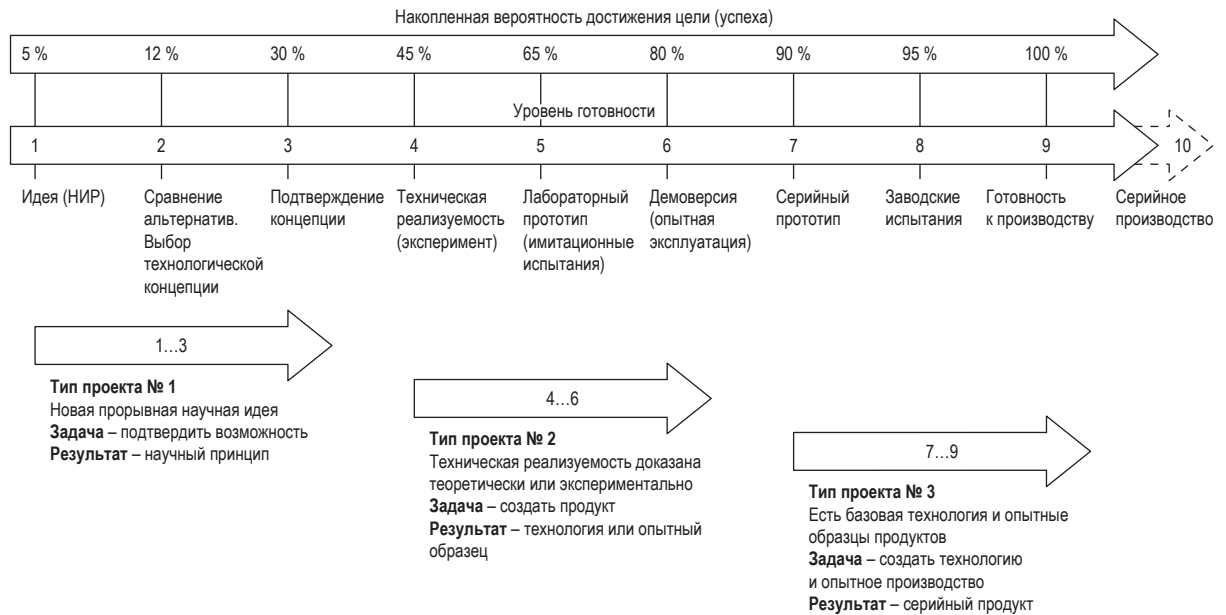 Накопленная вероятность достижения цели (успеха)
5 % 12 % 30 % 45 % 65 % 80 % 90 % 95 % 100 %
Уровень готовности
1 2 3 4 5 6 7 8 9 10
Идея (НИР)
Сравнение
альтернатив.
Выбор
технологической
концепции
Подтверждение
концепции
Техническая
реализуемость
(эксперимент)
Лабораторный
прототип
(имитационные
испытания)
Демоверсия
(опытная
эксплуатация)
Серийный
прототип
Заводские
испытания
Готовность
к производству
Серийное
производство
1…3
Тип проекта № 1
Новая прорывная научная идея
Задача – подтвердить возможность
Результат – научный принцип
4…6
Тип проекта № 2
Техническая реализуемость доказана
теоретически или экспериментально
Задача – создать продукт
Результат – технология или опытный
образец
7…9
Тип проекта № 3
Есть базовая технология и опытные
образцы продуктов
Задача – создать технологию
и опытное производство
Результат – серийный продукт